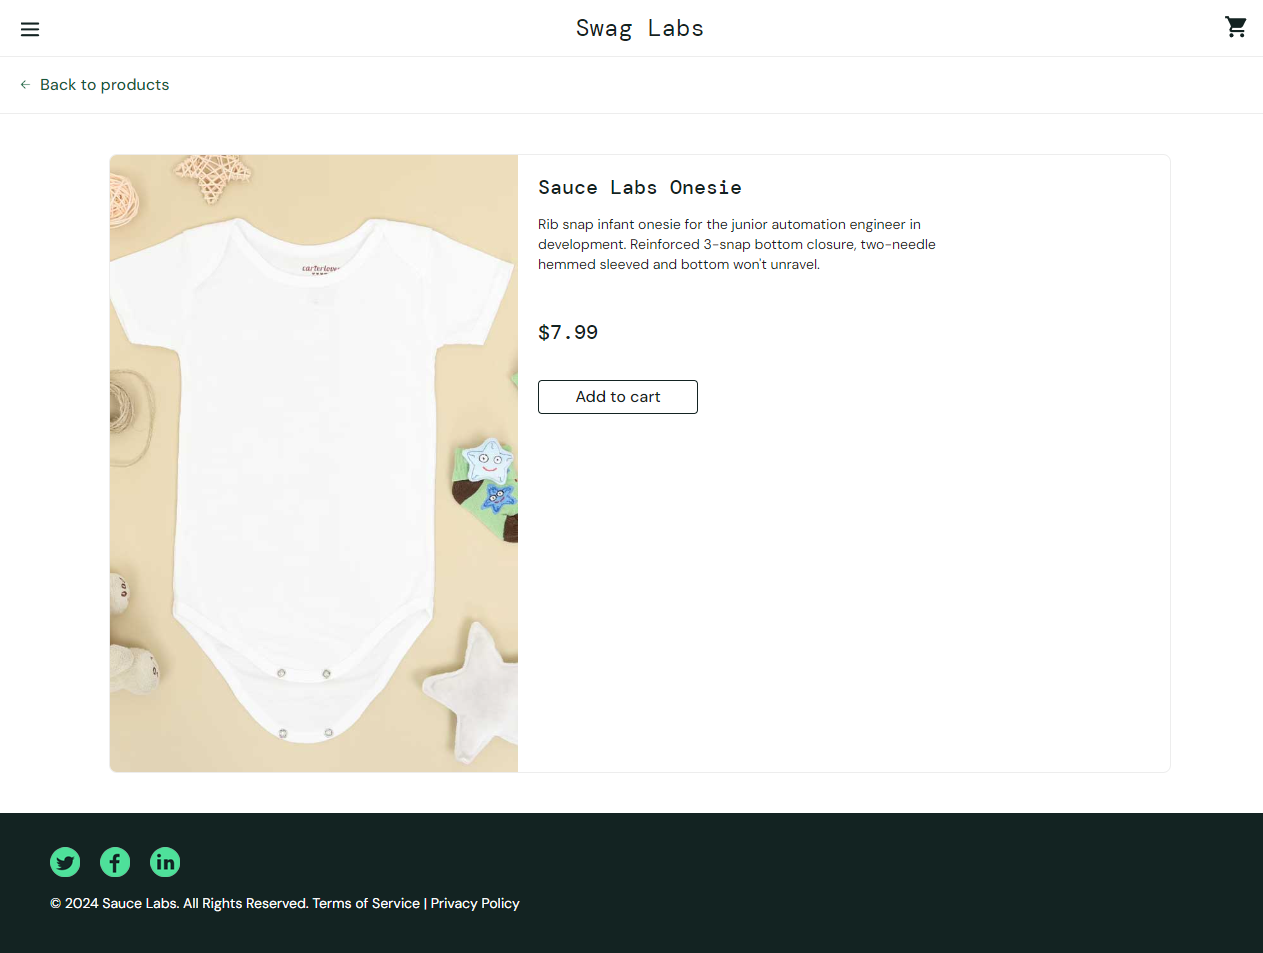 Swag Labs
Back to products
Sauce Labs Onesie
Rib snap infant onesie for the junior automation engineer in
development. Reinforced 3-snap bottom closure, two-needle
hemmed sleeved and bottom won't unravel.
$7.99
Add to cart
© 2024 Sauce Labs. All Rights Reserved. Terms of Service | Privacy Policy